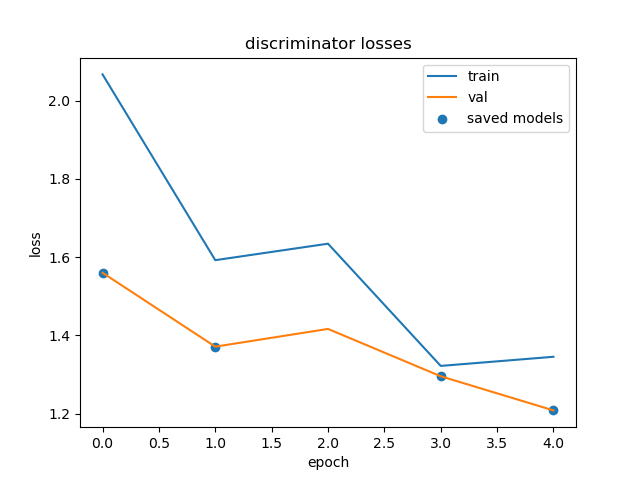 discriminator losses
train
val
saved models
2.0
1.8
1.6
1.4
1.2
loss
0.0 0.5 1.0 1.5 2.0 2.5 3.0 3.5 4.0
epoch